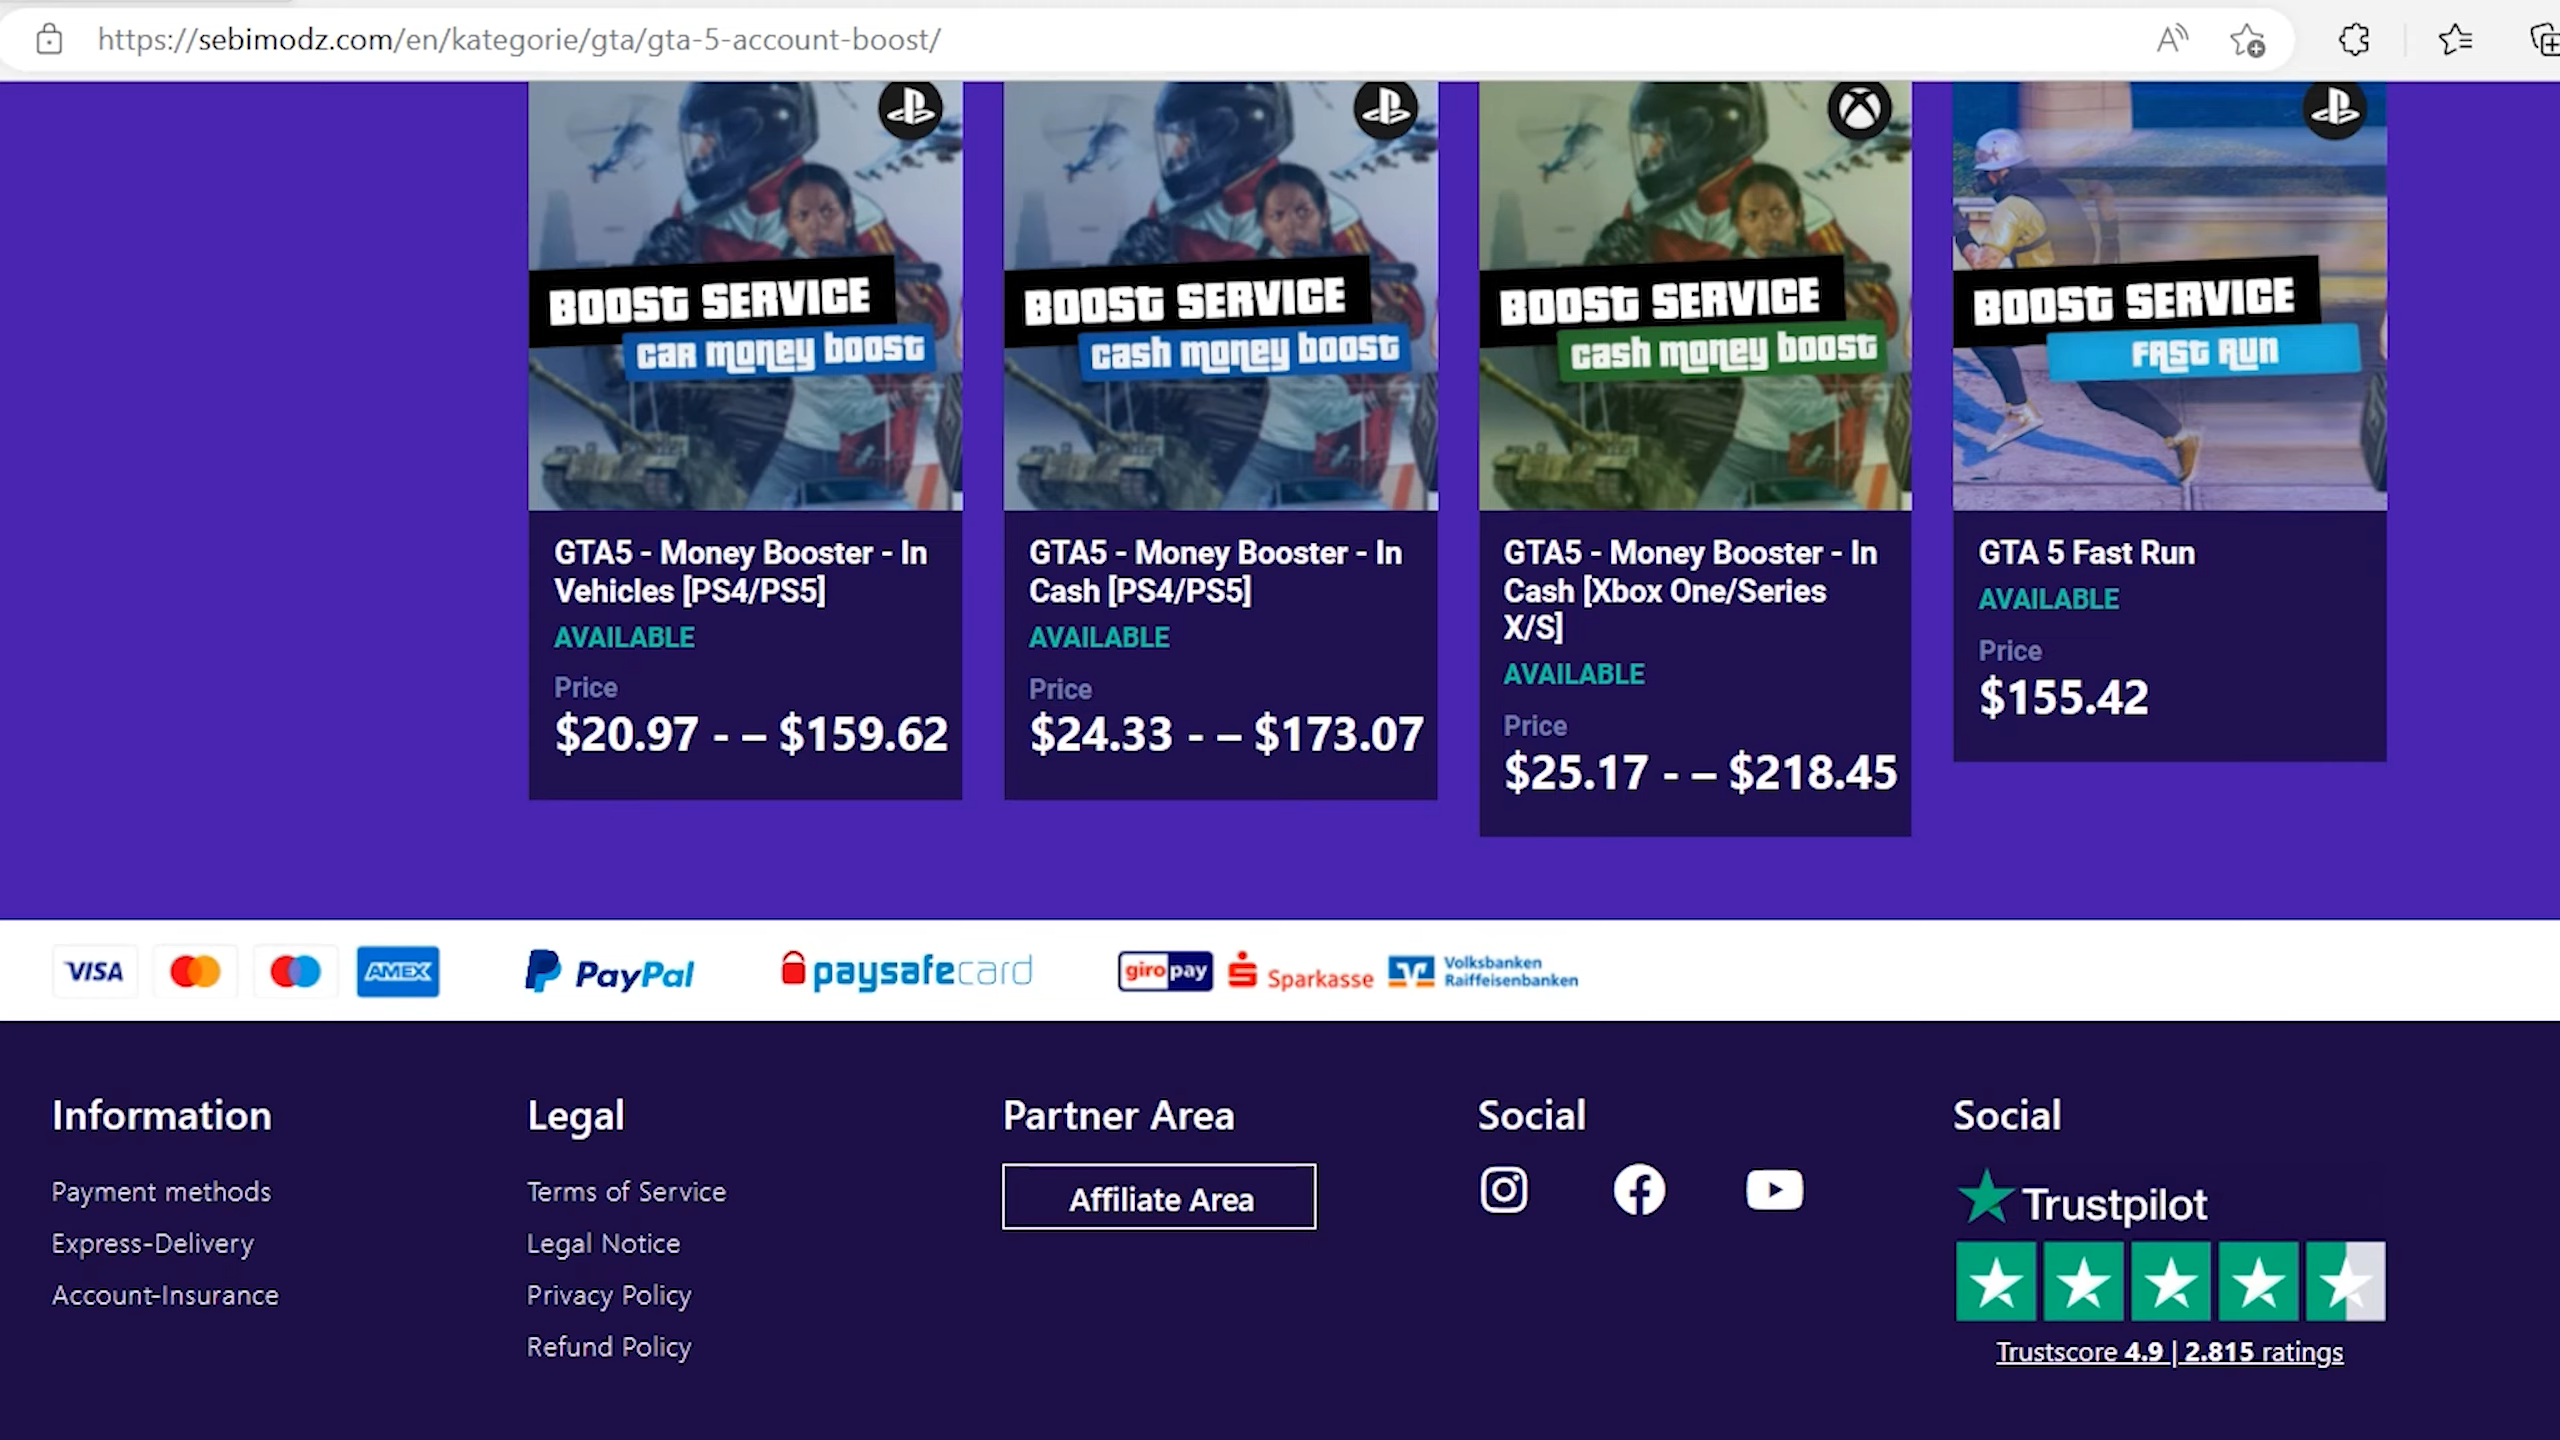 https://sebimodz.com/en/kategorie/gta/gta-5-account-boost/
BOOST SERVICE
CAR MONEY BOOST
BOOST SERVICE
CASH MONEY BOOST
BOOST SERVICE
CASH MONEY BOOST
BOOST SERVICE
FAST RUN
GTA5 - Money Booster - In
Vehicles [PS4/PS5]
AVAILABLE
Price
$20.97 - – $159.62
GTA5 - Money Booster - In
Cash [PS4/PS5]
AVAILABLE
Price
$24.33 - – $173.07
GTA5 - Money Booster - In
Cash [Xbox One/Series
X/S]
AVAILABLE
Price
$25.17 - – $218.45
GTA 5 Fast Run
AVAILABLE
Price
$155.42
VISA
AMEX
PayPal
paysafecard
giropay
Sparkasse
Volksbanken
Raiffeisenbanken
Information
Payment methods
Express-Delivery
Account-Insurance
Legal
Terms of Service
Legal Notice
Privacy Policy
Refund Policy
Partner Area
Affiliate Area
Social
Social
Trustpilot
Trustscore 4.9 | 2.815 ratings